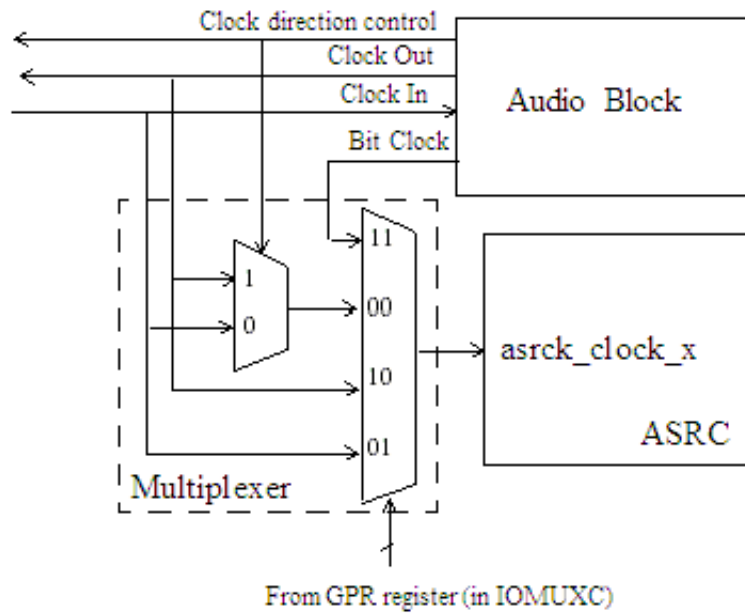 Clock direction control
Clock Out
Clock In
Audio Block
Bit Clock
11
1
00
0
asrck_clock_x
10
ASRC
01
Multiplexer
From GPR register (in IOMUXC)